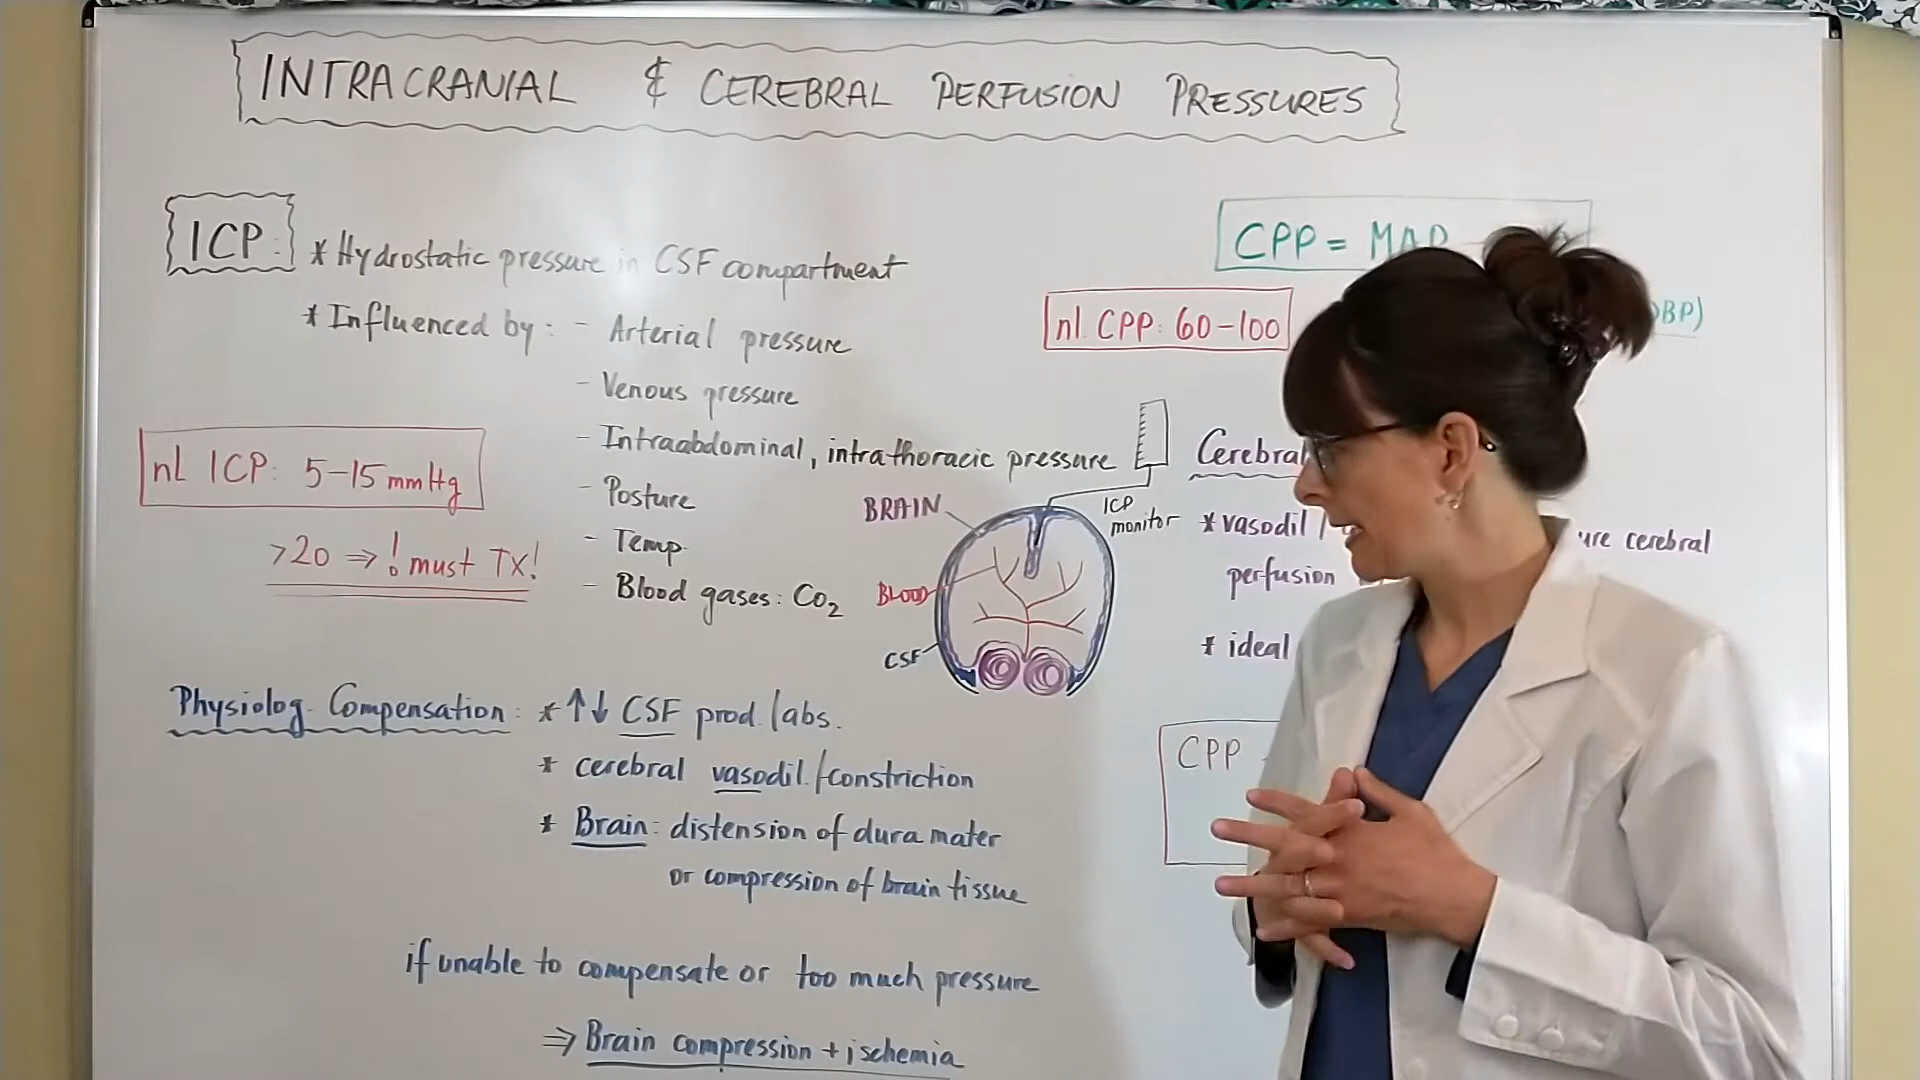 INTRACRANIAL & CEREBRAL PERFUSION PRESSURES
ICP: * Hydrostatic pressure in CSF compartment
* Influenced by: - Arterial pressure
- Venous pressure
- Intraabdominal, intrathoracic pressure
- Posture
- Temp.
- Blood gases: CO2
nl ICP: 5-15 mmHg
>20 ⇒ ! must TX!
Physiolog. Compensation: * ↑↓ CSF prod./abs.
* cerebral vasodil./constriction
* Brain: distension of dura mater
or compression of brain tissue
if unable to compensate or too much pressure
⇒ Brain compression + ischemia
BRAIN
BLOOD
CSF
ICP
monitor
CPP = MAP
nl CPP: 60-100
DBP)
Cerebral
* vasodil/ cerebral
perfusion
* ideal
CPP